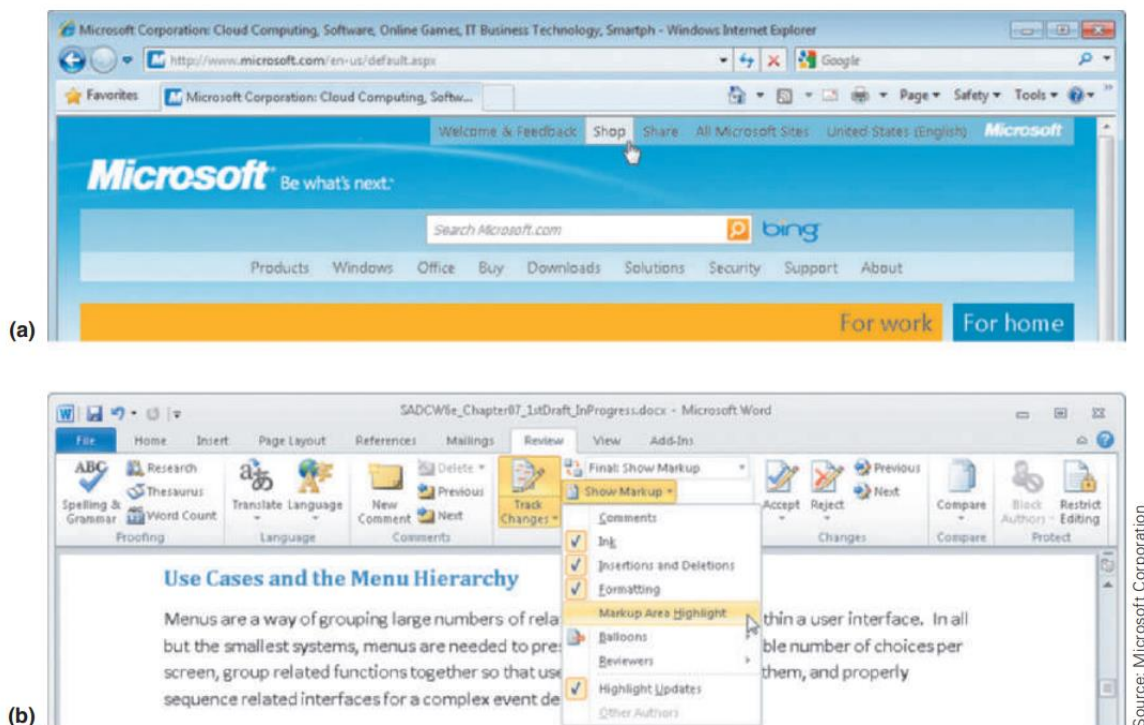 Microsoft Corporation: Cloud Computing, Software, Online Games, IT Business Technology, Smartph - Windows Internet Explorer
http://www.microsoft.com/en-us/default.aspx
Google
Favorites Microsoft Corporation: Cloud Computing, Softw... Page Safety Tools
Welcome & Feedback Shop Share All Microsoft Sites United States (English) Microsoft
Microsoft Be what's next.
Search Microsoft.com bing
Products Windows Office Buy Downloads Solutions Security Support About
For work For home
(a)
SADCW6e_Chapter07_1stDraft_InProgress.docx - Microsoft Word
File Home Insert Page Layout References Mailings Review View Add-Ins
ABC Research Delete Final: Show Markup Previous
Thesaurus Previous Show Markup Next
Spelling & Grammar Word Count Translate Language New Comment Next Track Changes Accept Reject Compare Block Authors Restrict Editing
Proofing Language Comments Changes Compare Protect
Comments
Ink
Insertions and Deletions
Formatting
Markup Area Highlight
Balloons
Reviewers
Highlight Updates
Other Authors
Use Cases and the Menu Hierarchy
Menus are a way of grouping large numbers of rela thin a user interface. In all
but the smallest systems, menus are needed to pre ble number of choices per
screen, group related functions together so that use them, and properly
sequence related interfaces for a complex event de
(b)
Source: Microsoft Corporation